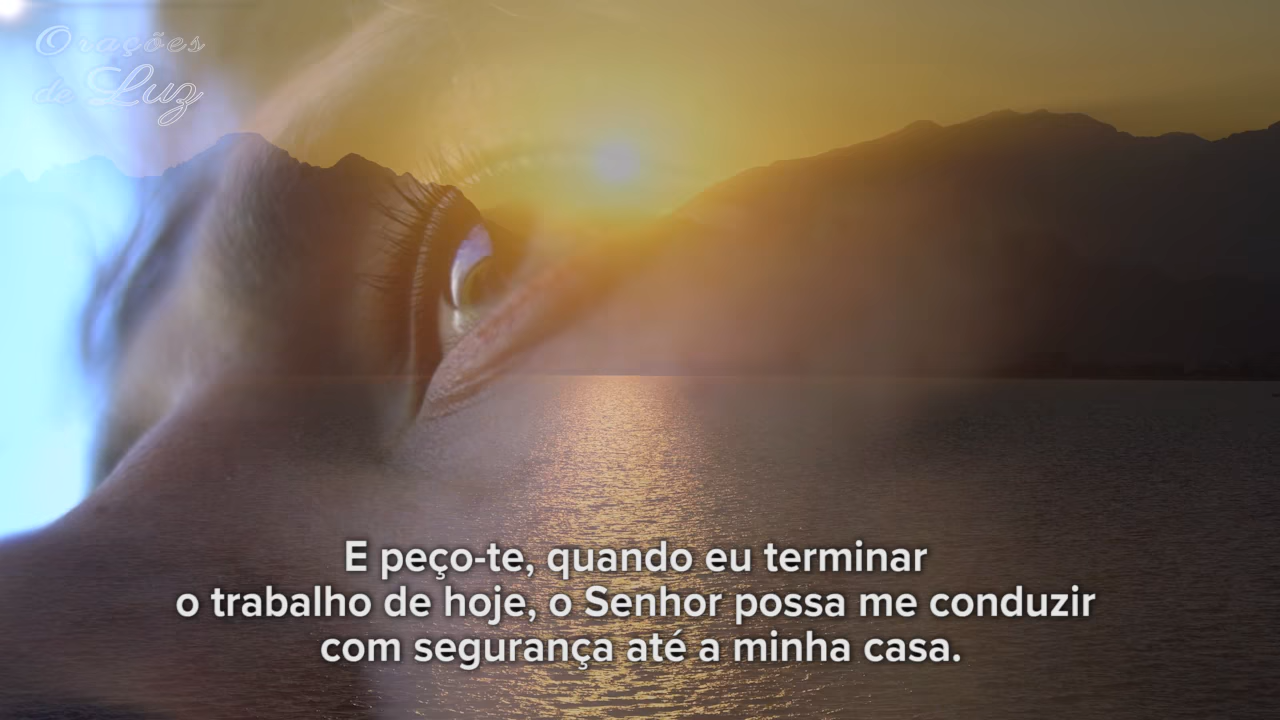 Orações
de Luz
E peço-te, quando eu terminar
o trabalho de hoje, o Senhor possa me conduzir
com segurança até a minha casa.